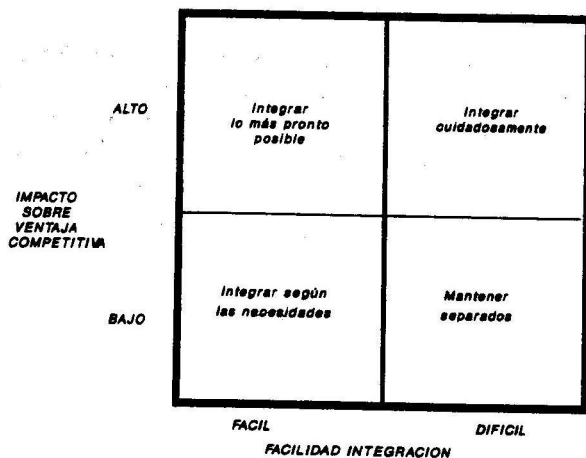 ALTO
Integrar
lo más pronto
posible
Integrar
cuidadosamente
IMPACTO
SOBRE
VENTAJA
COMPETITIVA
BAJO
Integrar según
las necesidades
Mantener
separados
FACIL
DIFICIL
FACILIDAD INTEGRACION